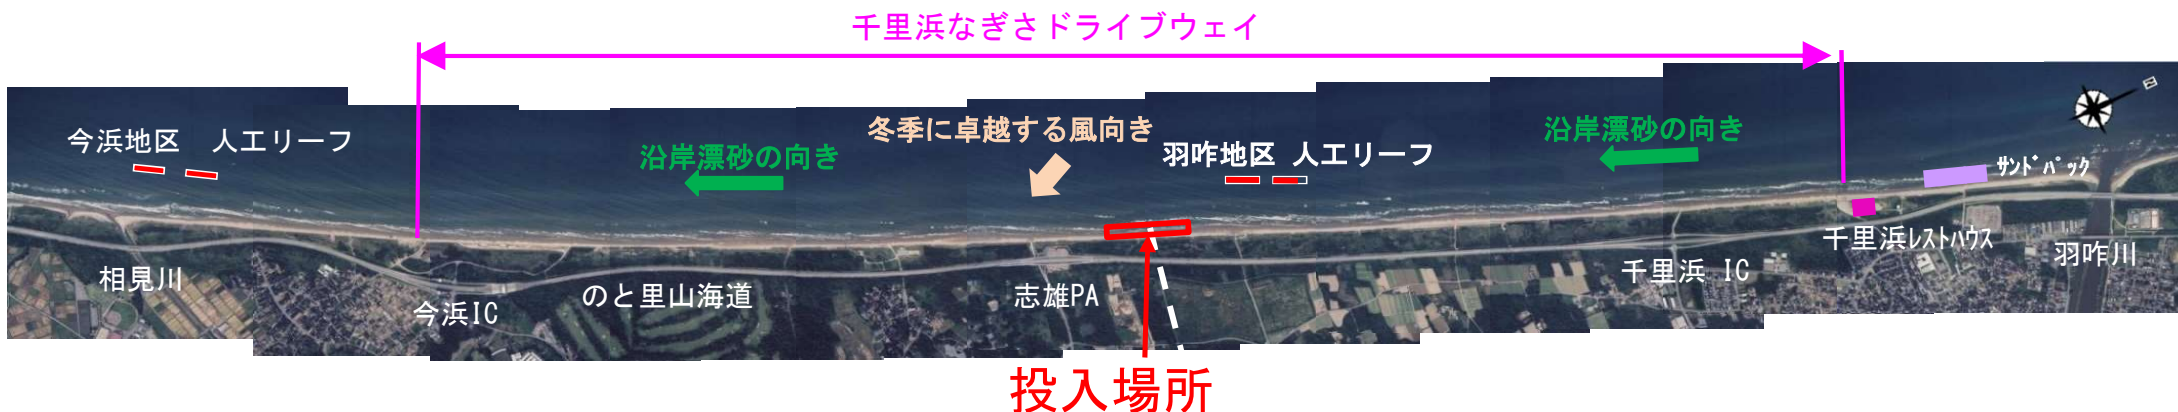 千里浜なぎさドライブウェイ
今浜地区　人工リーフ
沿岸漂砂の向き
冬季に卓越する風向き
羽咋地区 人工リーフ
沿岸漂砂の向き
N
ｻﾝﾄﾞﾊﾟｯｸ
相見川
今浜IC
のと里山海道
志雄PA
千里浜 IC
千里浜ﾚｽﾄﾊｳｽ
羽咋川
投入場所